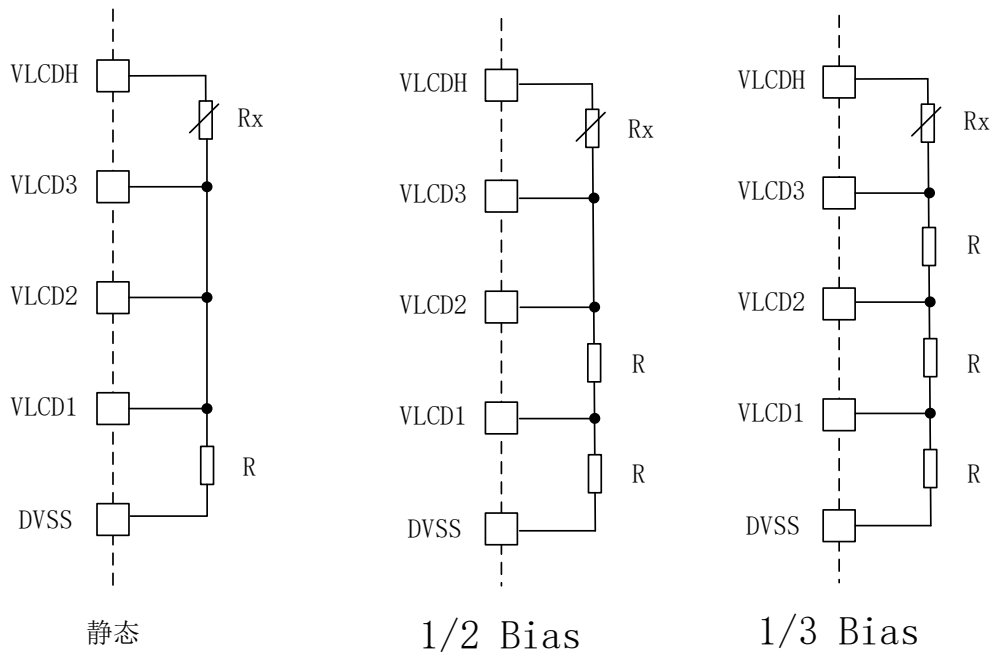 VLCDH
Rx
VLCD3
VLCD2
VLCD1
R
DVSS
静态
VLCDH
Rx
VLCD3
VLCD2
R
VLCD1
R
DVSS
1/2 Bias
VLCDH
Rx
VLCD3
R
VLCD2
R
VLCD1
R
DVSS
1/3 Bias